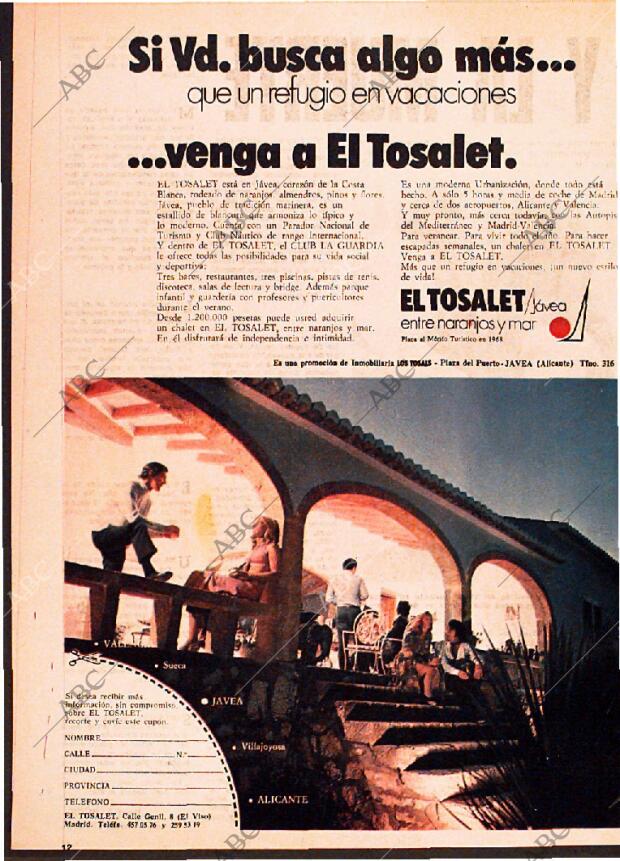 Si Vd. busca algo más...
que un refugio en vacaciones
...venga a El Tosalet.
EL TOSALET está en Jávea, corazón de la Costa
Blanca, rodeado de naranjos, almendros, pinos y flores.
Jávea, pueblo de tradición marinera, es un
estallido de blancura que armoniza lo típico y
lo moderno. Cuenta con un Parador Nacional de
Turismo y Club Náutico de rango Internacional.
Y dentro de EL TOSALET, el CLUB LA GUARDIA
le ofrece todas las posibilidades para su vida social
y deportiva:
Tres bares, restaurantes, tres piscinas, pistas de tenis,
discoteca, salas de lectura y bridge. Además parque
infantil y guardería con profesores y puericultores
durante el verano.
Desde 1.200.000 pesetas puede usted adquirir
un chalet en EL TOSALET, entre naranjos y mar.
En él disfrutará de independencia e intimidad.
Es una moderna Urbanización, donde todo está
hecho. A sólo 5 horas y media de coche de Madrid
y cerca de dos aeropuertos, Alicante y Valencia.
Y muy pronto, más cerca todavía, con las Autopis
del Mediterráneo y Madrid-Valencia.
Para veranear. Para vivir todo el año. Para hacer
escapadas semanales, un chalet en EL TOSALET
Venga a EL TOSALET.
Más que un refugio en vacaciones, ¡un nuevo estilo
de vida!
EL TOSALET/Jávea
entre naranjos y mar
Placa al Mérito Turístico en 1968
Es una promoción de Inmobiliaria LOS TOSALS - Plaza del Puerto - JAVEA (Alicante) Tfno. 316
VALENCIA
Sueca
JAVEA
Villajoyosa
ALICANTE
Si desea recibir más
información, sin compromiso,
sobre EL TOSALET,
recorte y envíe este cupón.
NOMBRE
CALLE N.º
CIUDAD
PROVINCIA
TELEFONO
EL TOSALET, Calle Genil, 8 (El Viso)
Madrid. Teléfs. 457 05 76 y 259 53 19
12
ABC